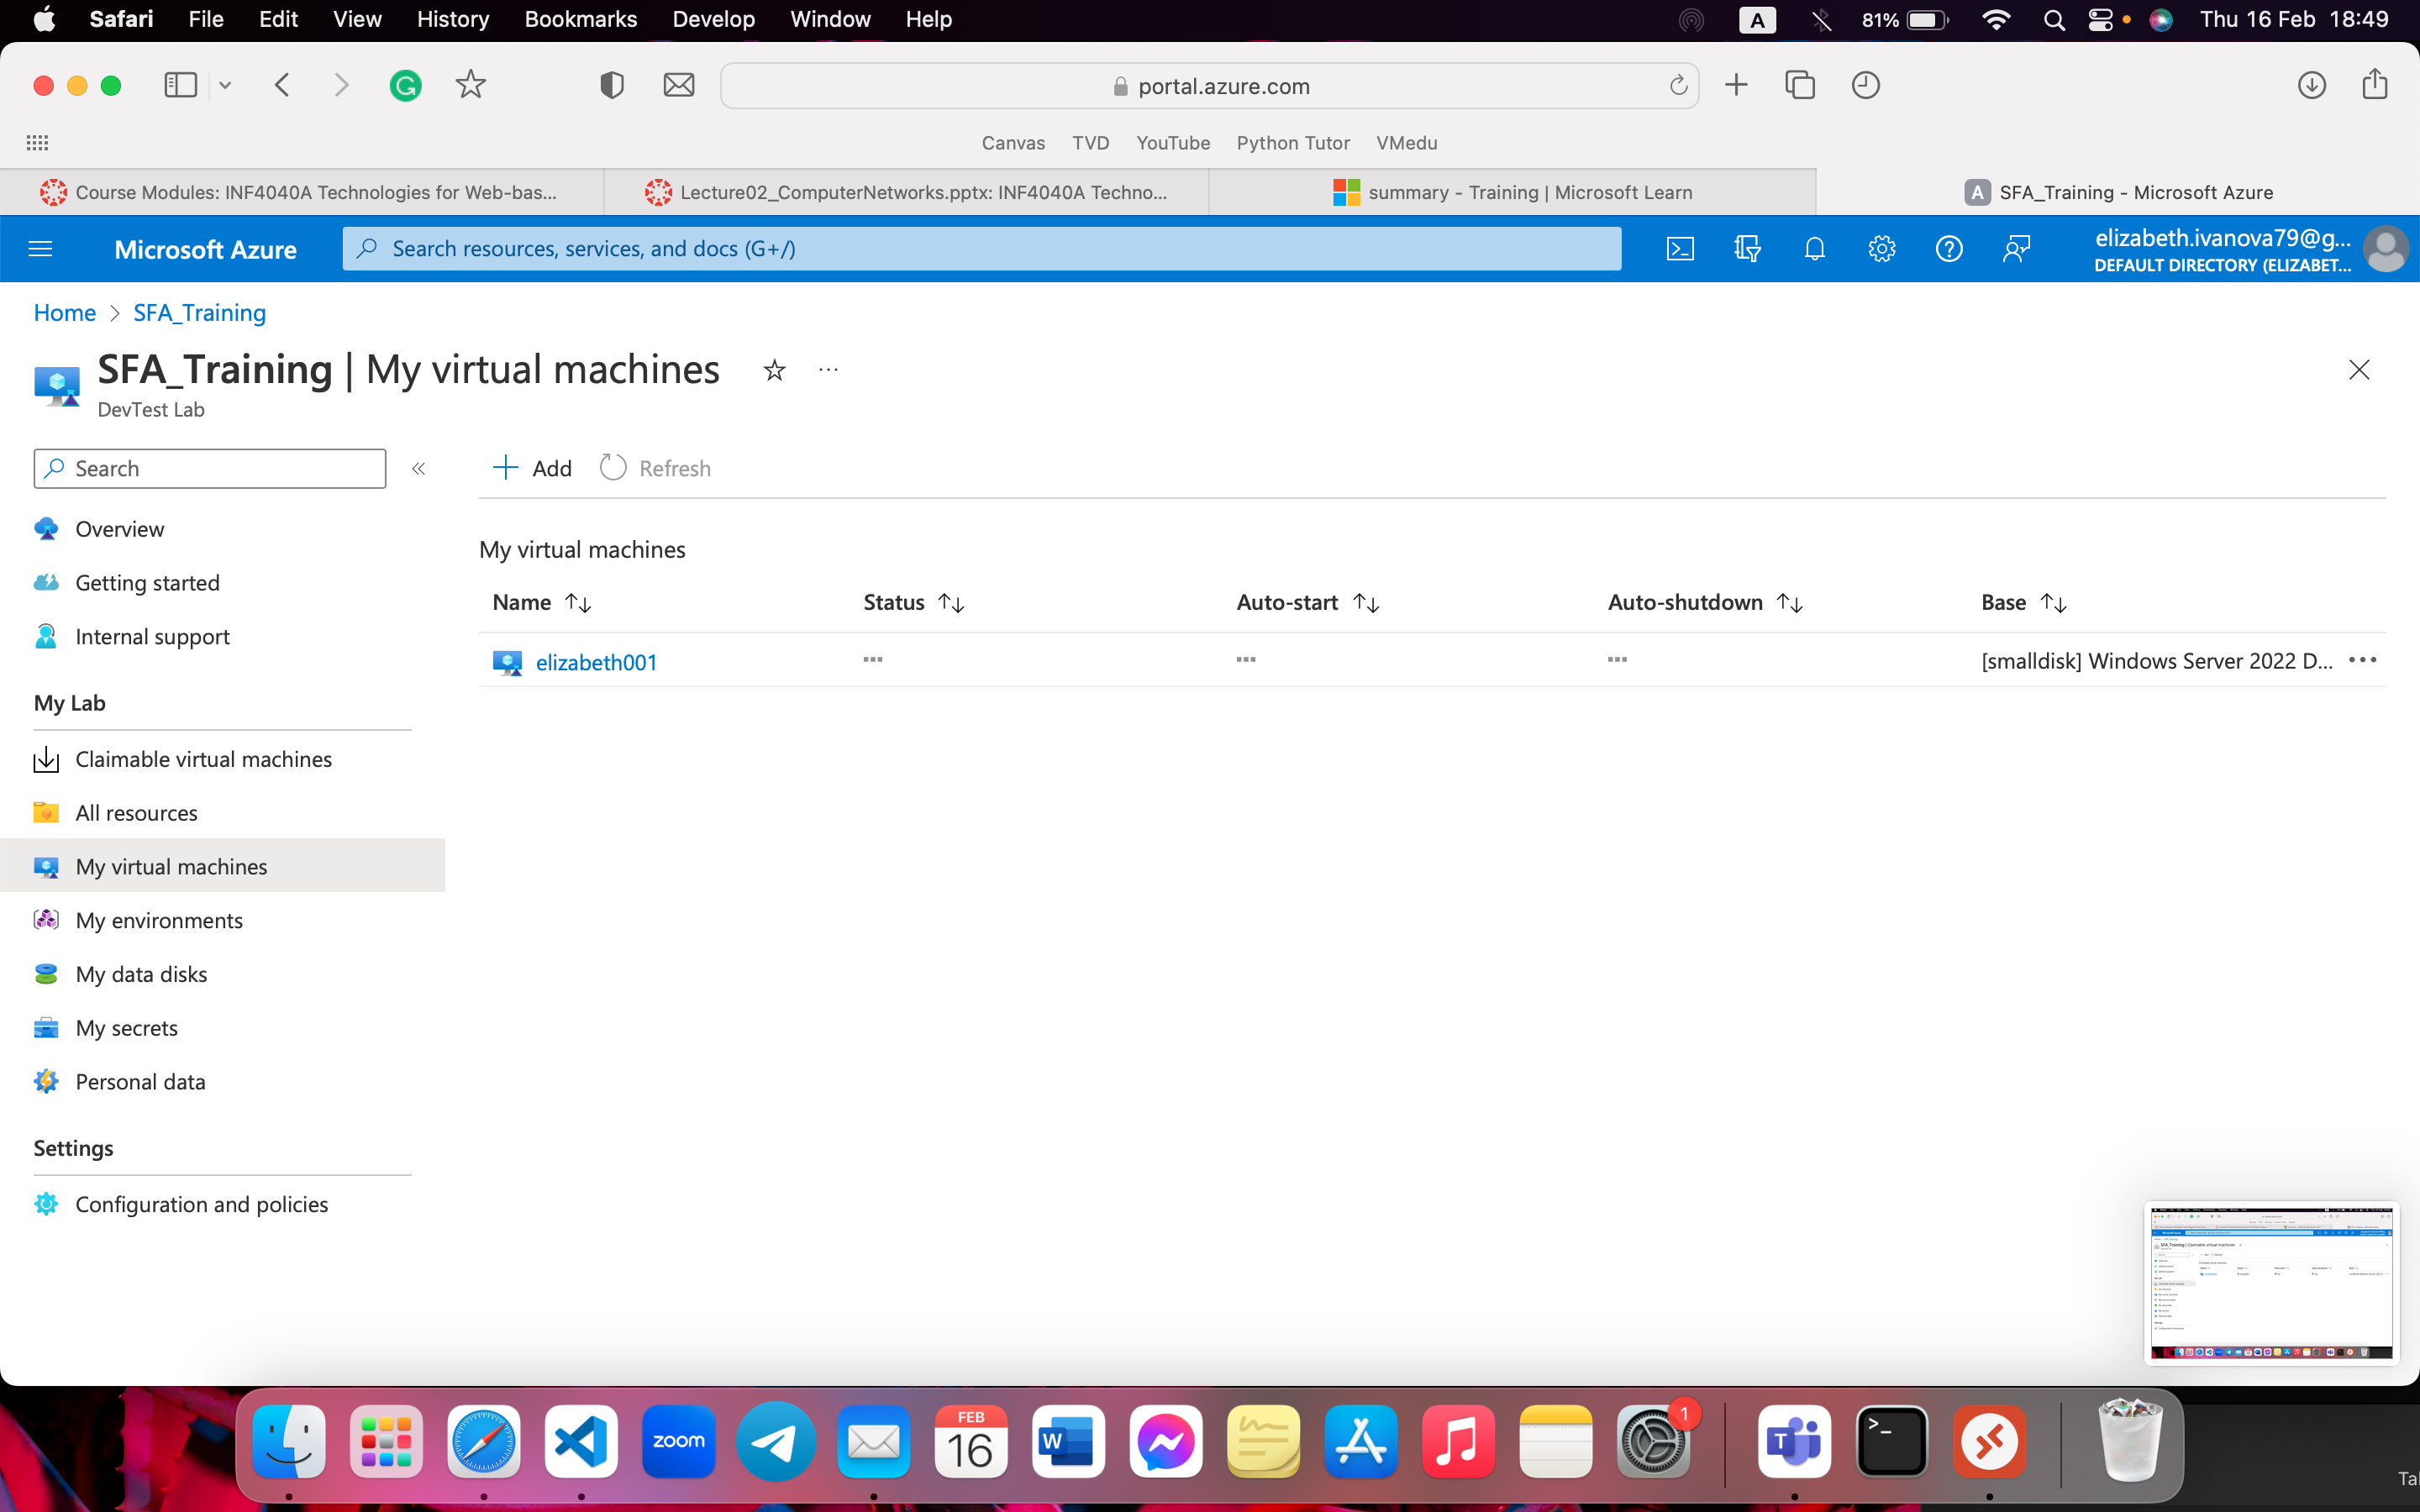 Safari File Edit View History Bookmarks Develop Window Help A 81% Thu 16 Feb 18:49
portal.azure.com
Canvas TVD YouTube Python Tutor VMedu
Course Modules: INF4040A Technologies for Web-bas... Lecture02_ComputerNetworks.pptx: INF4040A Techno... summary - Training | Microsoft Learn A SFA_Training - Microsoft Azure
Microsoft Azure Search resources, services, and docs (G+/) elizabeth.ivanova79@g...
DEFAULT DIRECTORY (ELIZABET...
Home > SFA_Training
SFA_Training | My virtual machines ...
DevTest Lab
Search «
Add Refresh
Overview
Getting started
Internal support
My Lab
Claimable virtual machines
All resources
My virtual machines
My environments
My data disks
My secrets
Personal data
Settings
Configuration and policies
My virtual machines
Name ↑↓ Status ↑↓ Auto-start ↑↓ Auto-shutdown ↑↓ Base ↑↓
elizabeth001 ... ... ... [smalldisk] Windows Server 2022 D... ...
zoom
FEB
16
W
1
T
>_